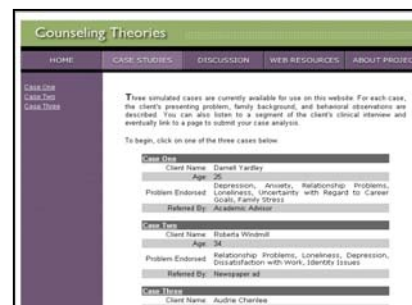 Counseling Theories
HOME
CASE STUDIES
DISCUSSION
WEB RESOURCES
ABOUT PROJEC
Case One
Case Two
Case Three
Three simulated cases are currently available for use on this website. For each case,
the client's presenting problem, family background, and behavioral observations are
described. You can also listen to a segment of the client's clinical interview and
eventually link to a page to submit your case analysis.
To begin, click on one of the three cases below.
Case One
Client Name: Darnell Yardley
Age: 25
Problem Endorsed: Depression, Anxiety, Relationship Problems,
Loneliness, Uncertainty with Regard to Career
Goals, Family Stress
Referred By: Academic Advisor
Case Two
Client Name: Roberta Windmill
Age: 34
Problem Endorsed: Relationship Problems, Loneliness, Depression,
Dissatisfaction with Work, Identity Issues
Referred By: Newspaper ad
Case Three
Client Name: Audrie Chernlee